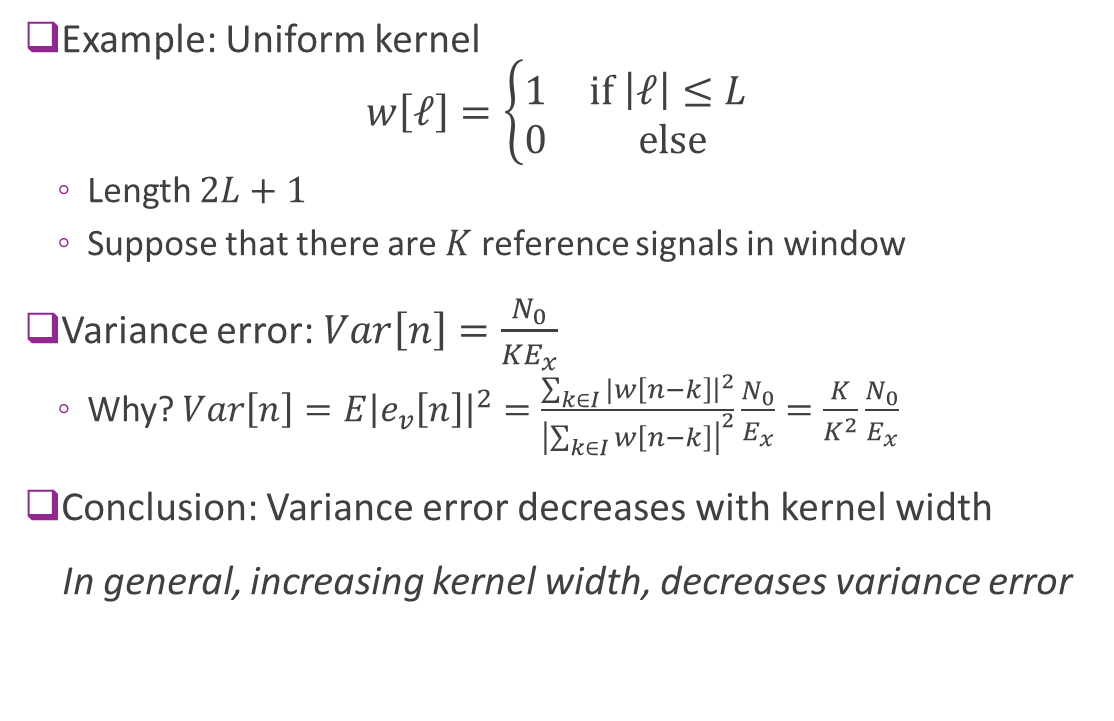 ❑Example: Uniform kernel
w[ℓ] = {1 if |ℓ| ≤ L
0 else
◦ Length 2L + 1
◦ Suppose that there are K reference signals in window
❑Variance error: Var[n] = N₀/(KEₓ)
◦ Why? Var[n] = E|eᵥ[n]|² = (∑_{k∈I} |w[n−k]|²)/(|∑_{k∈I} w[n−k]|²) N₀/Eₓ = K/K² N₀/Eₓ
❑Conclusion: Variance error decreases with kernel width
In general, increasing kernel width, decreases variance error